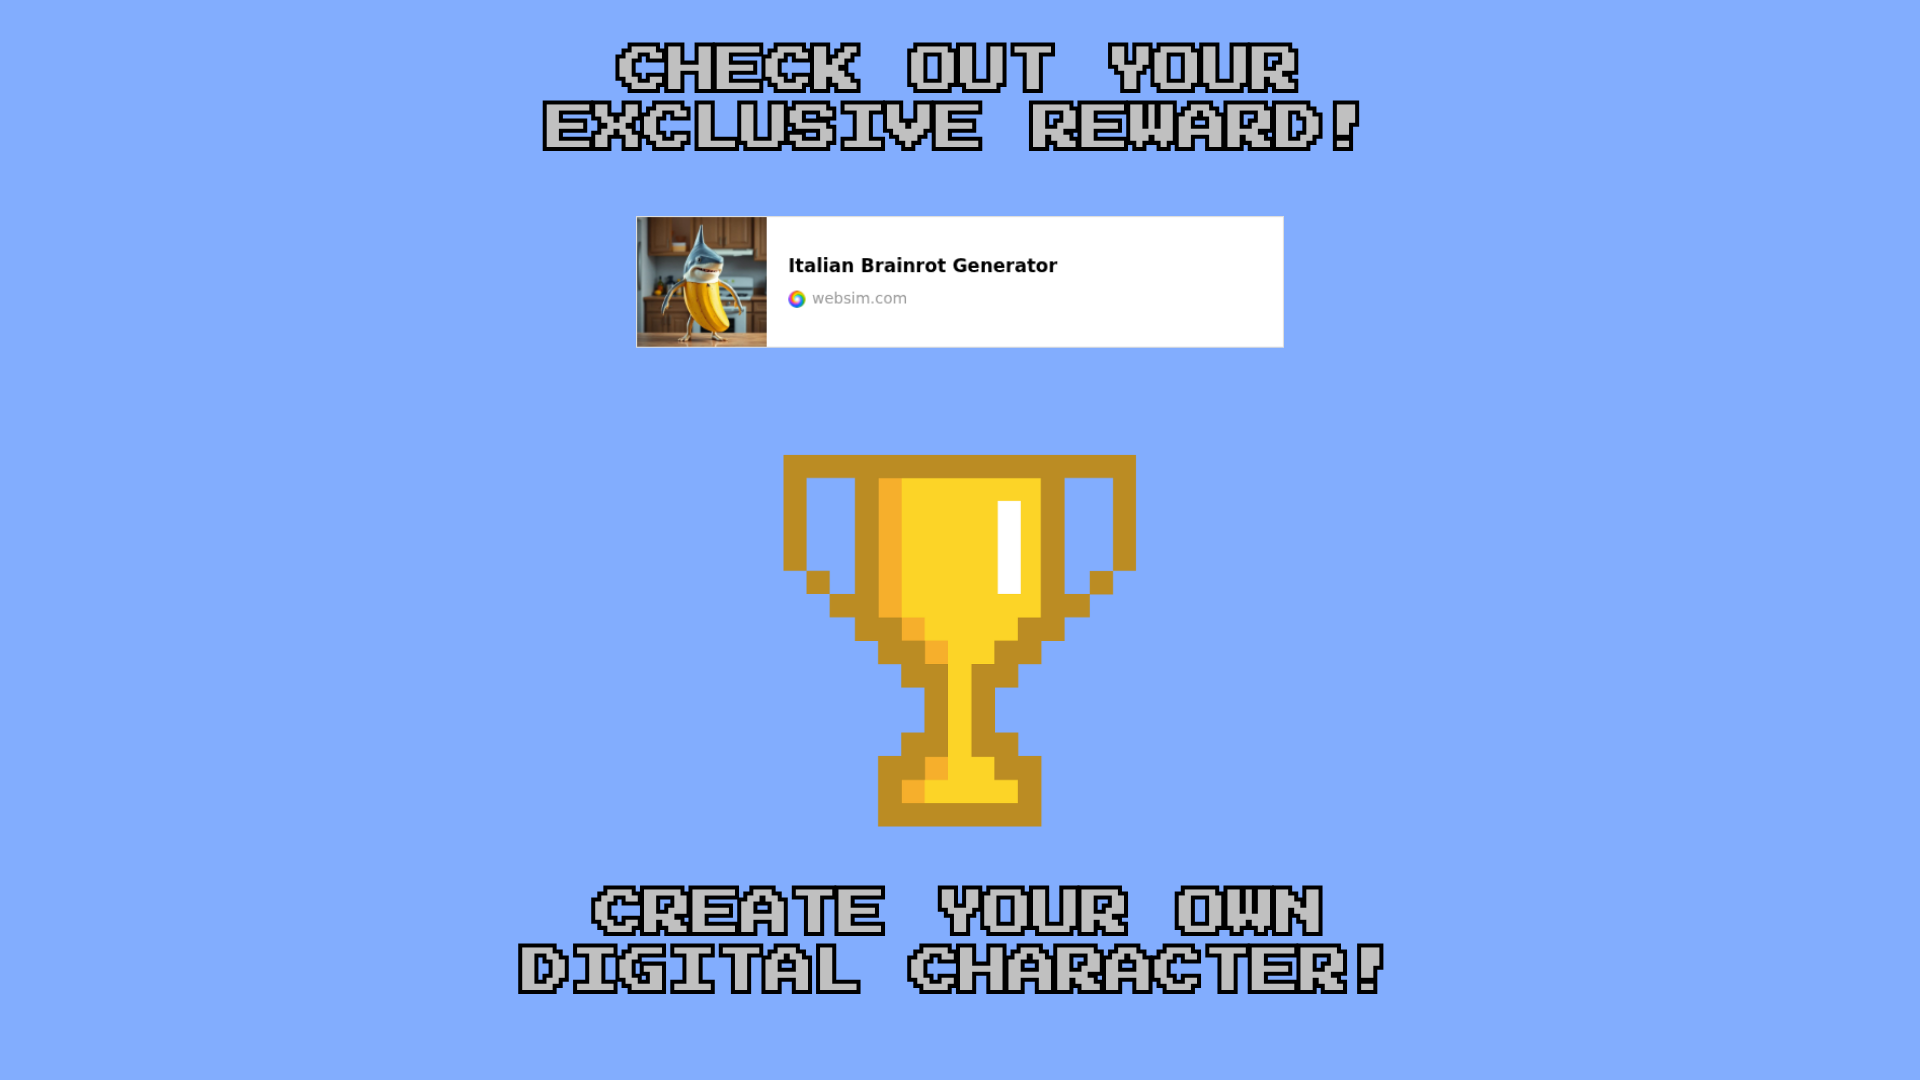 CHECK OUT YOUR
EXCLUSIVE REWARD!
Italian Brainrot Generator
websim.com
CREATE YOUR OWN
DIGITAL CHARACTER!